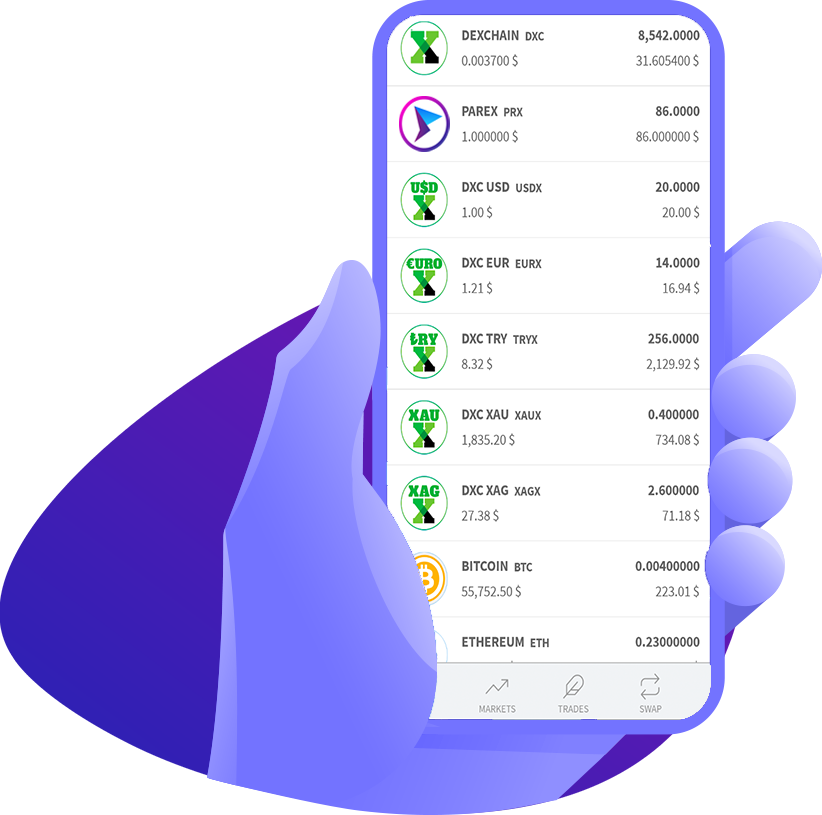 DEXCHAIN DXC 8,542.0000
0.003700 $ 31.605400 $
PAREX PRX 86.0000
1.000000 $ 86.000000 $
U$D
DXC USD USDX 20.0000
1.00 $ 20.00 $
€URO
DXC EUR EURX 14.0000
1.21 $ 16.94 $
₺RY
DXC TRY TRYX 256.0000
8.32 $ 2,129.92 $
XAU
DXC XAU XAUX 0.400000
1,835.20 $ 734.08 $
XAG
DXC XAG XAGX 2.600000
27.38 $ 71.18 $
BITCOIN BTC 0.00400000
55,752.50 $ 223.01 $
ETHEREUM ETH 0.23000000
MARKETS TRADES SWAP